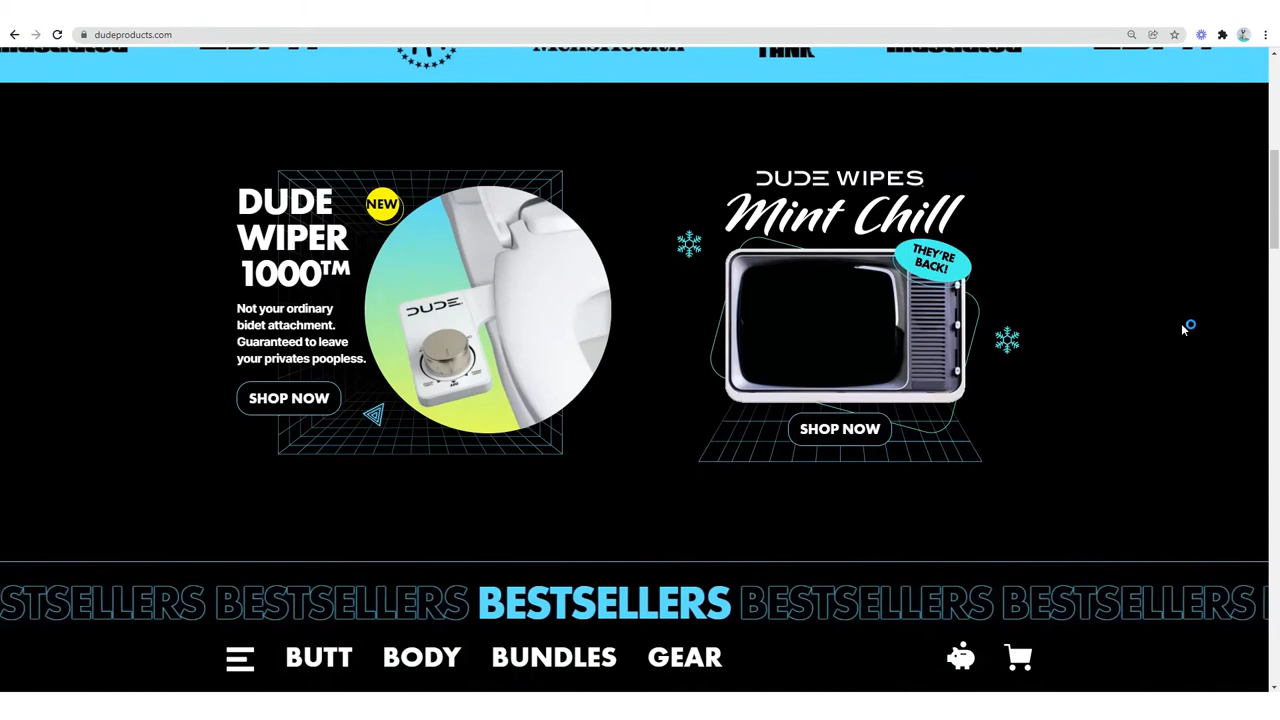 dudeproducts.com
DUDE
WIPER
1000™
NEW
Not your ordinary
bidet attachment.
Guaranteed to leave
your privates poopless.
SHOP NOW
DUDE
DUDE WIPES
Mint Chill
THEY'RE
BACK!
SHOP NOW
BESTSELLERS BESTSELLERS BESTSELLERS BESTSELLERS
BUTT BODY BUNDLES GEAR